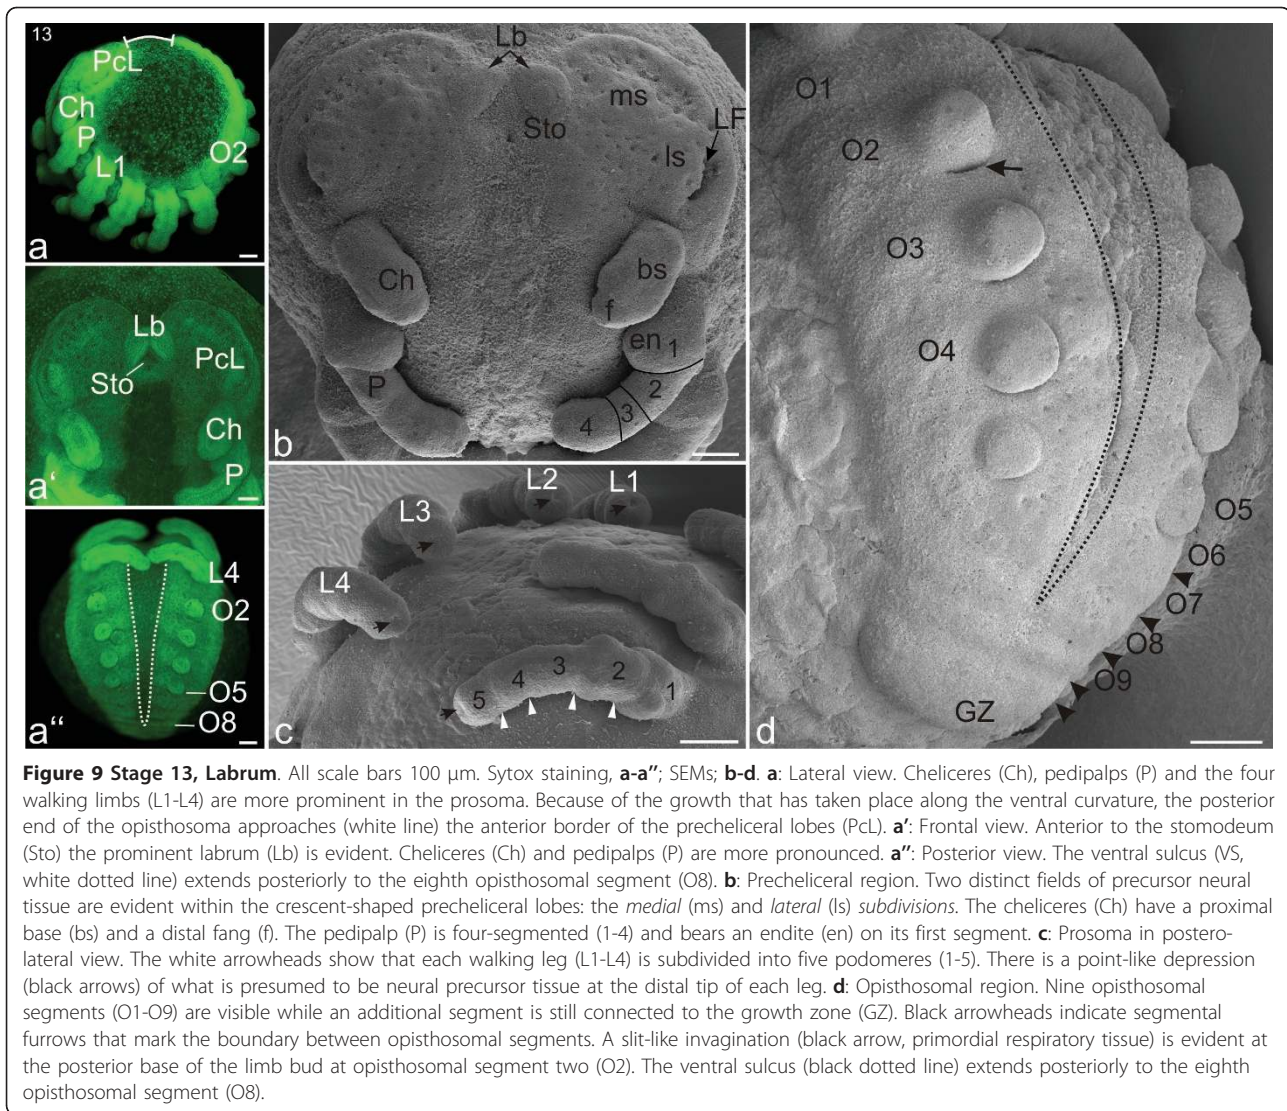 13
PcL
Ch
P
L1
O2
a
Lb
PcL
Sto
Ch
P
a'
L4
O2
O5
O8
a''
Lb
ms
Sto
LF
ls
Ch
bs
f
en
1
P
2
3
4
b
L2
L1
L3
L4
3
2
4
1
5
c
O1
O2
O3
O4
O5
O6
O7
O8
O9
GZ
d
Figure 9 Stage 13, Labrum. All scale bars 100 μm. Sytox staining, a-a″; SEMs; b-d. a: Lateral view. Cheliceres (Ch), pedipalps (P) and the four
walking limbs (L1-L4) are more prominent in the prosoma. Because of the growth that has taken place along the ventral curvature, the posterior
end of the opisthosoma approaches (white line) the anterior border of the precheliceral lobes (PcL). a′: Frontal view. Anterior to the stomodeum
(Sto) the prominent labrum (Lb) is evident. Cheliceres (Ch) and pedipalps (P) are more pronounced. a″: Posterior view. The ventral sulcus (VS,
white dotted line) extends posteriorly to the eighth opisthosomal segment (O8). b: Precheliceral region. Two distinct fields of precursor neural
tissue are evident within the crescent-shaped precheliceral lobes: the medial (ms) and lateral (ls) subdivisions. The cheliceres (Ch) have a proximal
base (bs) and a distal fang (f). The pedipalp (P) is four-segmented (1-4) and bears an endite (en) on its first segment. c: Prosoma in postero-
lateral view. The white arrowheads show that each walking leg (L1-L4) is subdivided into five podomeres (1-5). There is a point-like depression
(black arrows) of what is presumed to be neural precursor tissue at the distal tip of each leg. d: Opisthosomal region. Nine opisthosomal
segments (O1-O9) are visible while an additional segment is still connected to the growth zone (GZ). Black arrowheads indicate segmental
furrows that mark the boundary between opisthosomal segments. A slit-like invagination (black arrow, primordial respiratory tissue) is evident at
the posterior base of the limb bud at opisthosomal segment two (O2). The ventral sulcus (black dotted line) extends posteriorly to the eighth
opisthosomal segment (O8).